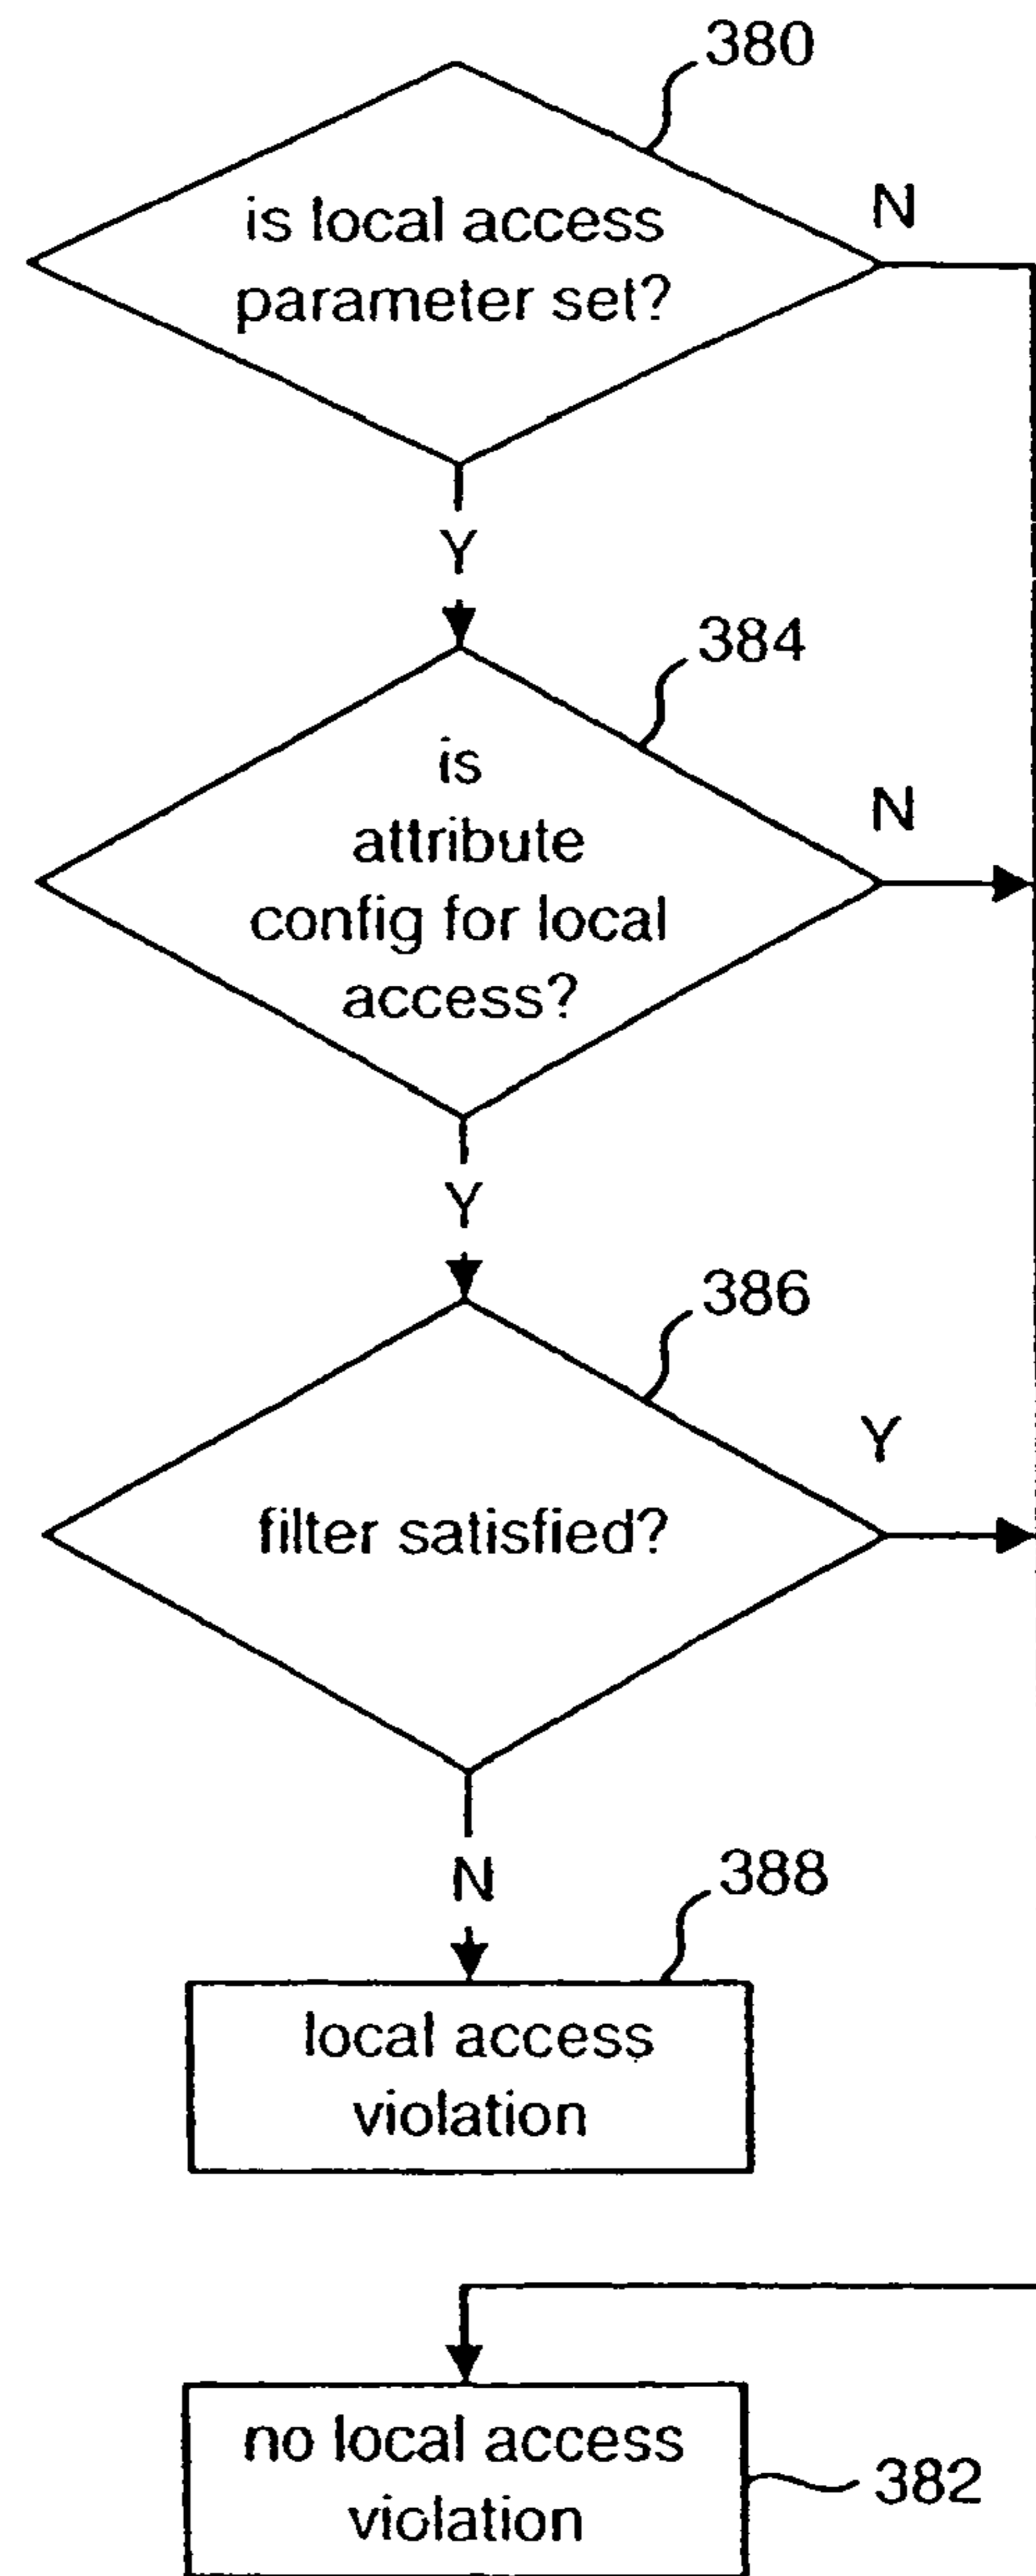 380
is local access
parameter set?
N
Y
384
is
attribute
config for local
access?
N
Y
386
filter satisfied?
Y
N
388
local access
violation
no local access
violation
382